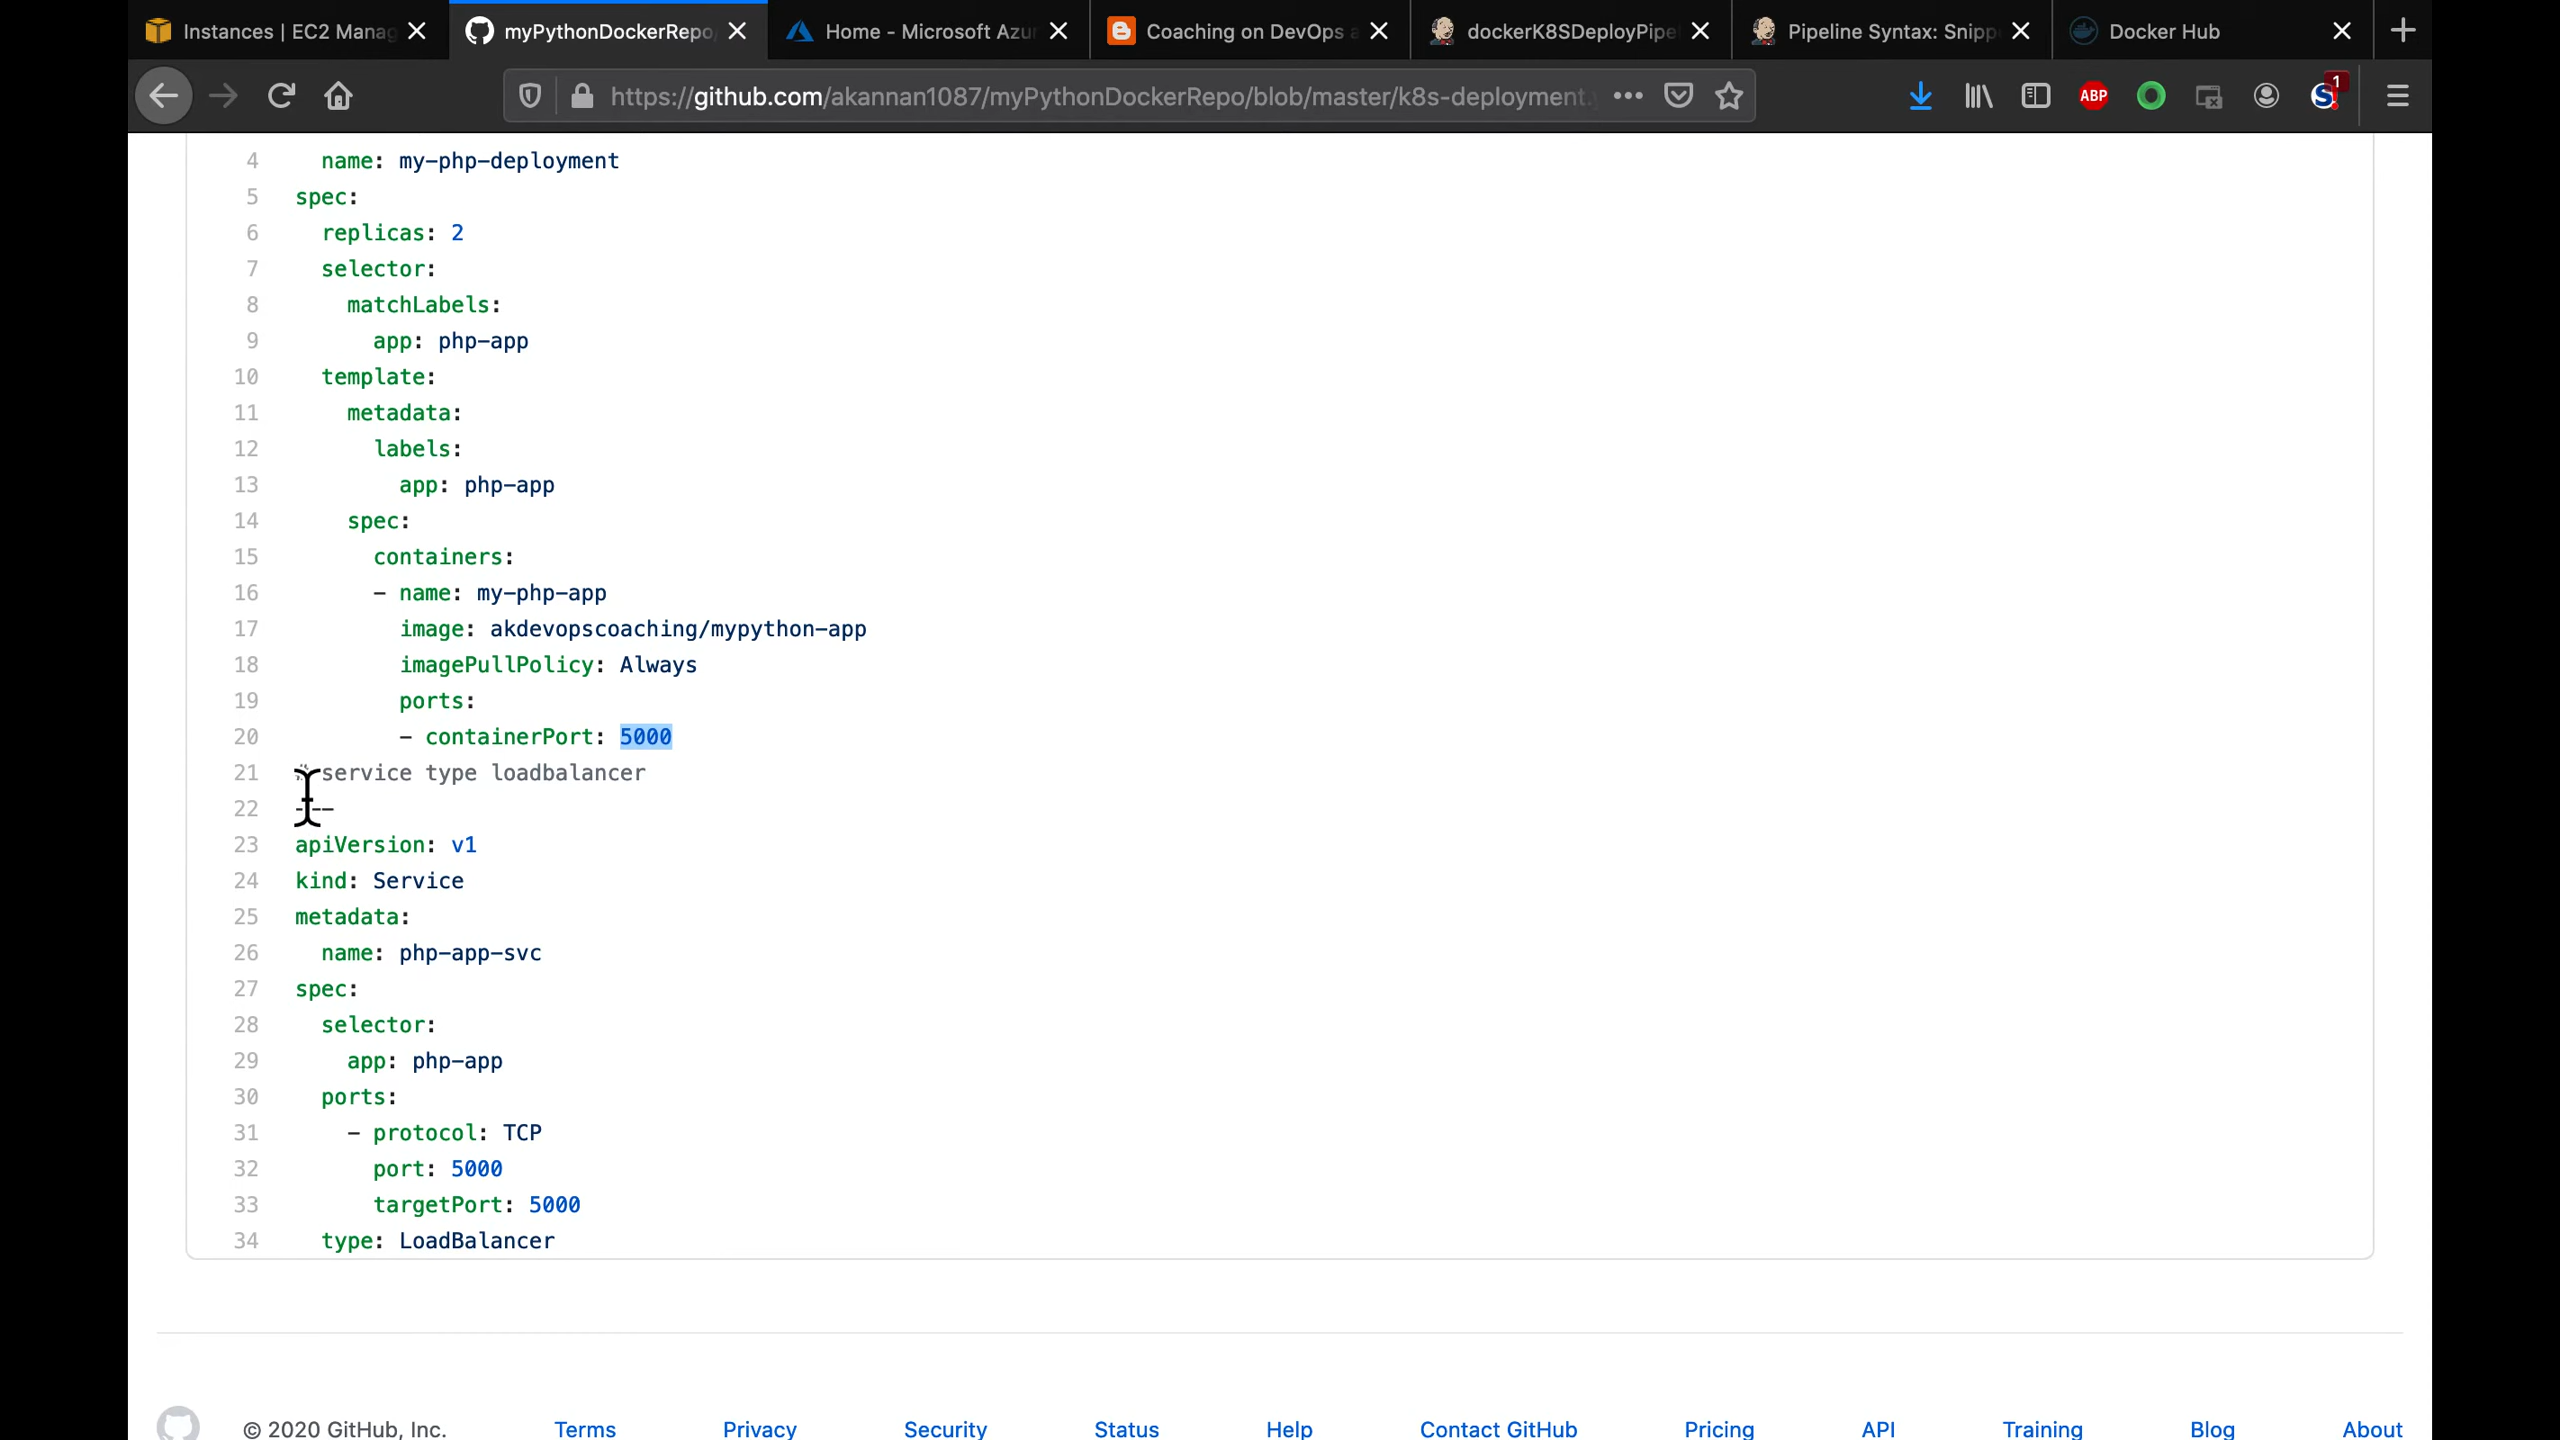 Instances | EC2 Manag
myPythonDockerRepo
Home - Microsoft Azur
Coaching on DevOps a
dockerK8SDeployPipe
Pipeline Syntax: Snipp
Docker Hub
https://github.com/akannan1087/myPythonDockerRepo/blob/master/k8s-deployment.
ABP
S
1
4 name: my-php-deployment
5 spec:
6 replicas: 2
7 selector:
8 matchLabels:
9 app: php-app
10 template:
11 metadata:
12 labels:
13 app: php-app
14 spec:
15 containers:
16 - name: my-php-app
17 image: akdevopscoaching/mypython-app
18 imagePullPolicy: Always
19 ports:
20 - containerPort: 5000
21 # service type loadbalancer
22 ---
23 apiVersion: v1
24 kind: Service
25 metadata:
26 name: php-app-svc
27 spec:
28 selector:
29 app: php-app
30 ports:
31 - protocol: TCP
32 port: 5000
33 targetPort: 5000
34 type: LoadBalancer
© 2020 GitHub, Inc. Terms Privacy Security Status Help Contact GitHub Pricing API Training Blog About